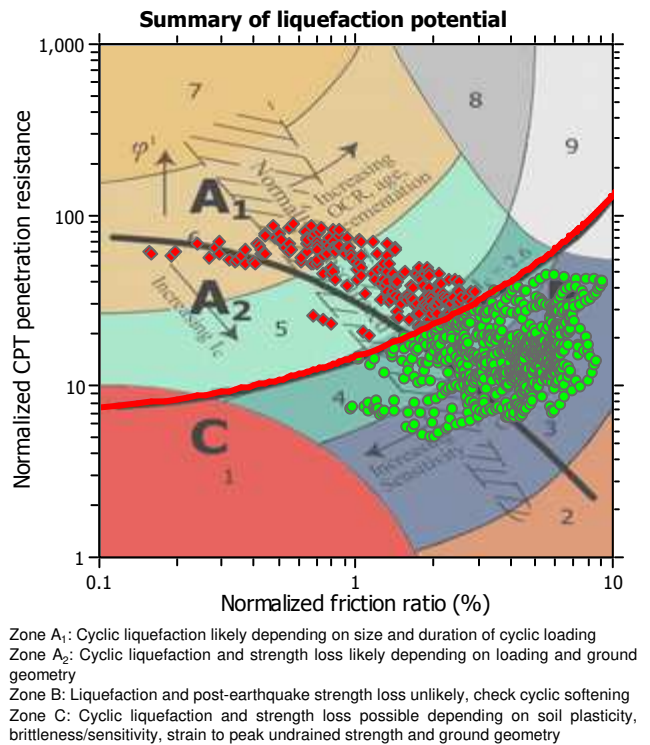 Summary of liquefaction potential
1,000
7
8
9
φ'
Increasing
OCR, age,
cementation
A1
100
6
A2
Increasing Ic
5
10
4
C
1
3
Increasing
Sensitivity
2
1
0.1
1
10
Normalized CPT penetration resistance
Normalized friction ratio (%)
Zone A1: Cyclic liquefaction likely depending on size and duration of cyclic loading
Zone A2: Cyclic liquefaction and strength loss likely depending on loading and ground
geometry
Zone B: Liquefaction and post-earthquake strength loss unlikely, check cyclic softening
Zone C: Cyclic liquefaction and strength loss possible depending on soil plasticity,
brittleness/sensitivity, strain to peak undrained strength and ground geometry